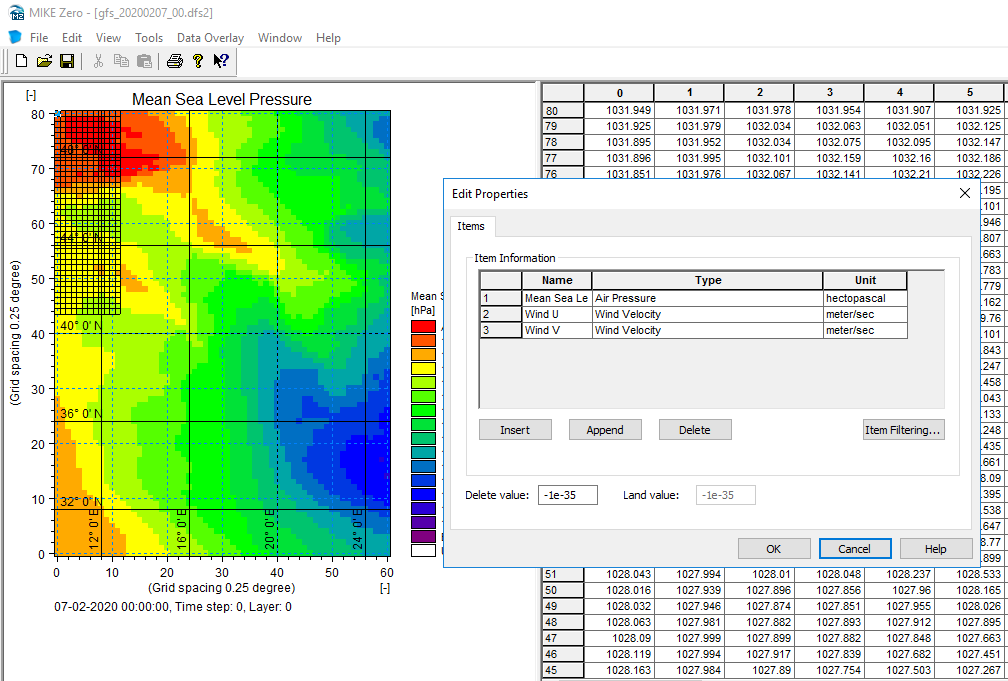 MIKE Zero - [gfs_20200207_00.dfs2]
File Edit View Tools Data Overlay Window Help
[-]
Mean Sea Level Pressure
80
70
60
50
40
30
20
10
0
(Grid spacing 0.25 degree)
44° 0' N
40° 0' N
36° 0' N
32° 0' N
12° 0' E
16° 0' E
20° 0' E
24° 0' E
0 10 20 30 40 50 60
(Grid spacing 0.25 degree) [-]
07-02-2020 00:00:00, Time step: 0, Layer: 0
Mean S
[hPa]
0 1 2 3 4 5
80 1031.949 1031.971 1031.978 1031.954 1031.907 1031.925
79 1031.925 1031.979 1032.034 1032.063 1032.051 1032.125
78 1031.895 1031.952 1032.034 1032.075 1032.095 1032.147
77 1031.896 1031.995 1032.101 1032.159 1032.16 1032.186
76 1031.851 1031.976 1032.067 1032.141 1032.21 1032.226
.195
.101
.946
.807
.663
.783
.779
.162
9.76
.101
.843
.247
.458
.043
.133
.248
.435
.661
.8.09
.395
.538
.647
.8.77
.899
Edit Properties
Items
Item Information
Name Type Unit
1 Mean Sea Le Air Pressure hectopascal
2 Wind U Wind Velocity meter/sec
3 Wind V Wind Velocity meter/sec
Insert Append Delete Item Filtering...
Delete value: -1e-35 Land value: -1e-35
OK Cancel Help
51 1028.043 1027.994 1028.01 1028.048 1028.237 1028.533
50 1028.016 1027.939 1027.896 1027.856 1027.96 1028.165
49 1028.032 1027.946 1027.874 1027.851 1027.955 1028.026
48 1028.063 1027.981 1027.882 1027.893 1027.912 1027.895
47 1028.09 1027.999 1027.899 1027.882 1027.848 1027.663
46 1028.119 1027.994 1027.917 1027.839 1027.682 1027.451
45 1028.163 1027.984 1027.89 1027.754 1027.503 1027.267